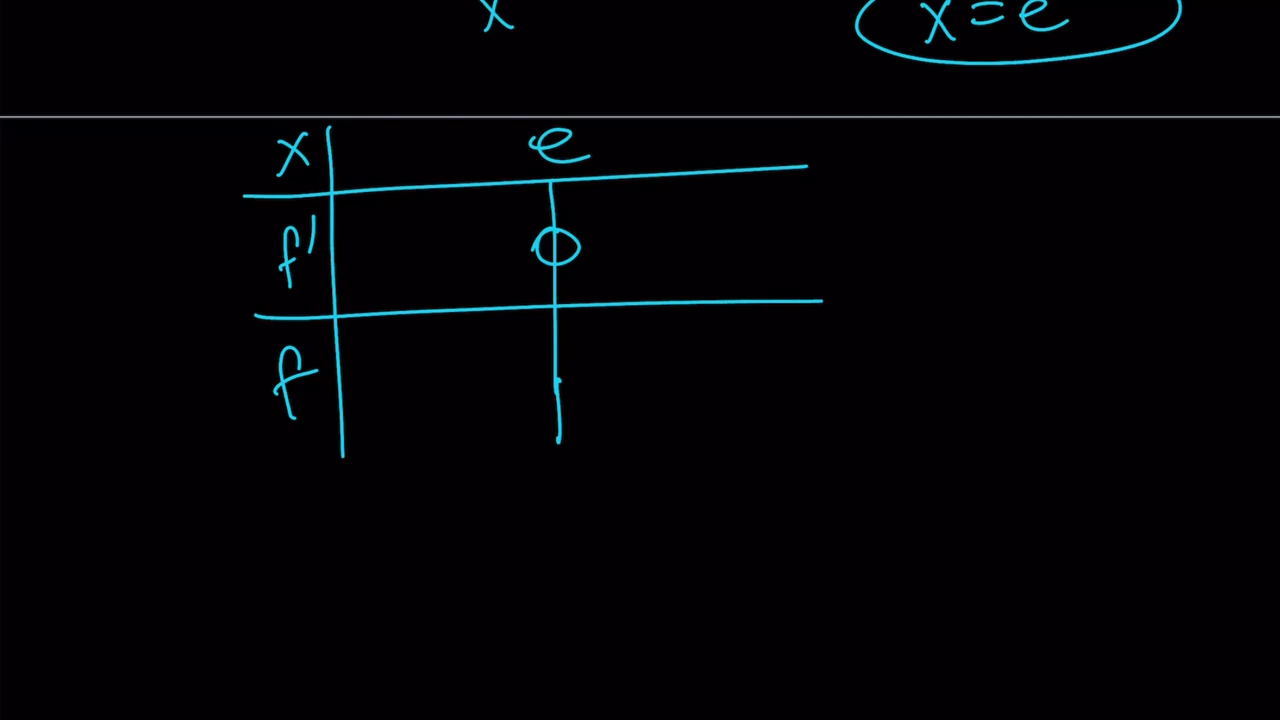 x x = e
x e
f' 0
f